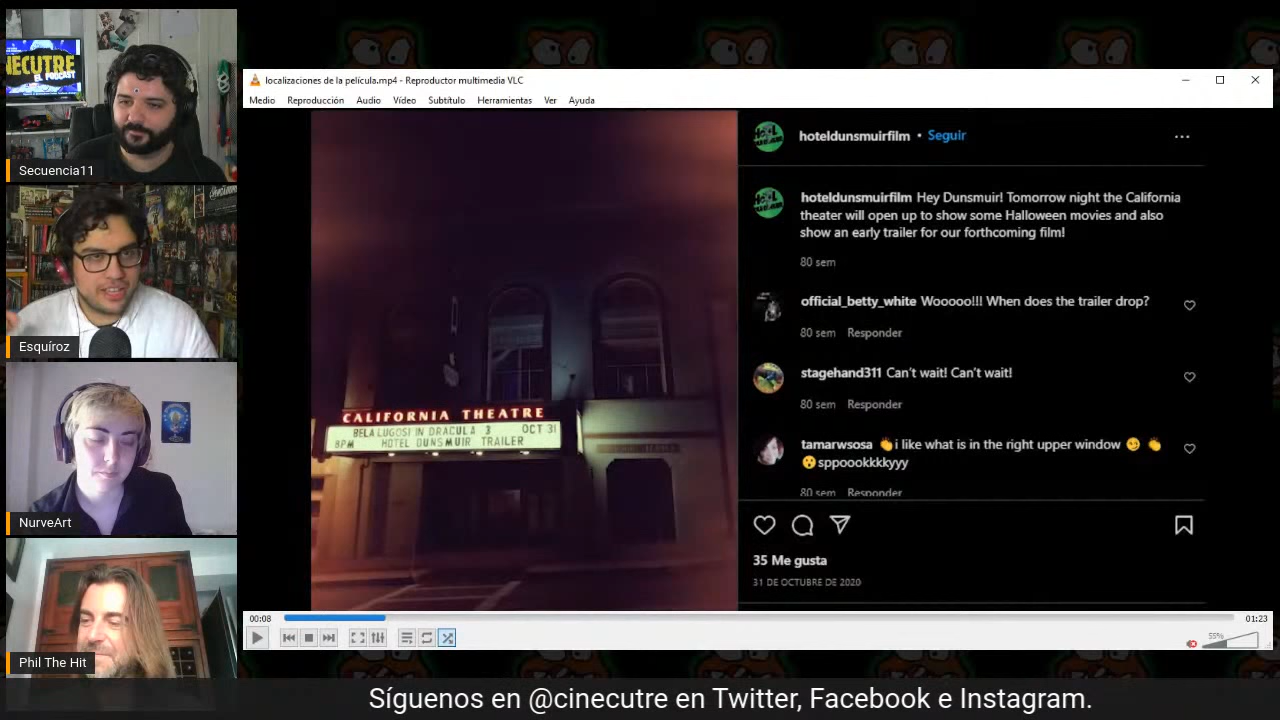 NECUTRE
EL PODCAST
Secuencia11
Esquíroz
NurveArt
Phil The Hit
localizaciones de la película.mp4 - Reproductor multimedia VLC
Medio Reproducción Audio Vídeo Subtítulo Herramientas Ver Ayuda
CALIFORNIA THEATRE
BELA LUGOSI IN DRACULA 3 OCT 31
8PM HOTEL DUNSMUIR TRAILER
hoteldunsmuirfilm • Seguir
hoteldunsmuirfilm Hey Dunsmuir! Tomorrow night the California
theater will open up to show some Halloween movies and also
show an early trailer for our forthcoming film!
80 sem
official_betty_white Wooooo!!! When does the trailer drop?
80 sem Responder
stagehand311 Can't wait! Can't wait!
80 sem Responder
tamarwsosa 👏i like what is in the right upper window 😏 👏
😮sppoookkkkyyy
80 sem Responder
35 Me gusta
31 DE OCTUBRE DE 2020
00:08
01:23
55%
Síguenos en @cinecutre en Twitter, Facebook e Instagram.